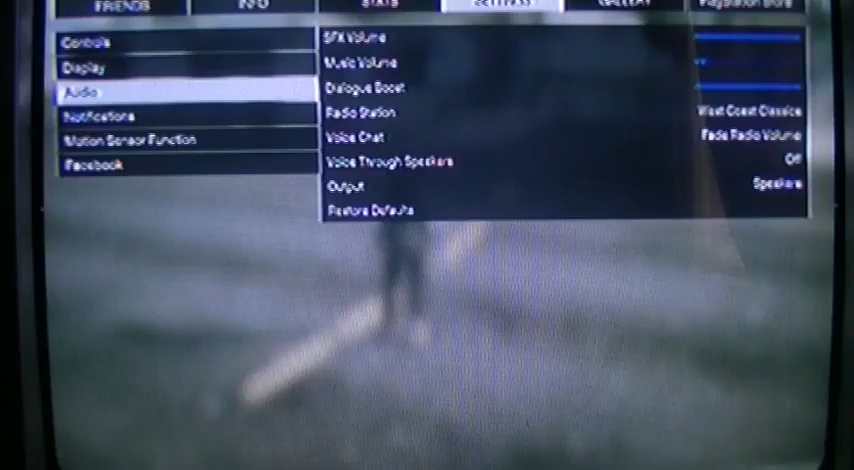 FRIENDS INFO STATS SETTINGS GALLERY PlayStation Store
Controls
Display
Audio
Notifications
Motion Sensor Function
Facebook
SFX Volume
Music Volume
Dialogue Boost
Radio Station West Coast Classics
Voice Chat Fade Radio Volume
Voice Through Speakers Off
Output Speakers
Restore Defaults